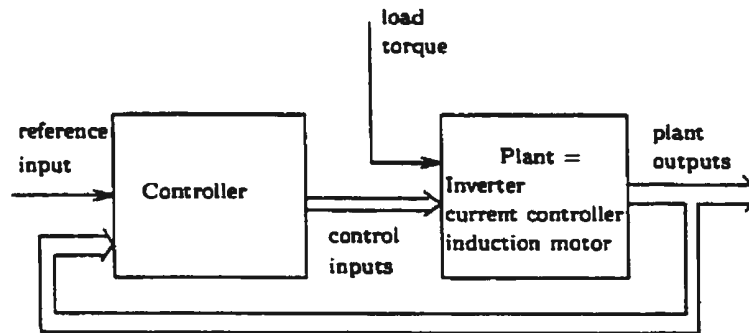 load
torque
reference
input
Controller
control
inputs
Plant =
Inverter
current controller
induction motor
plant
outputs